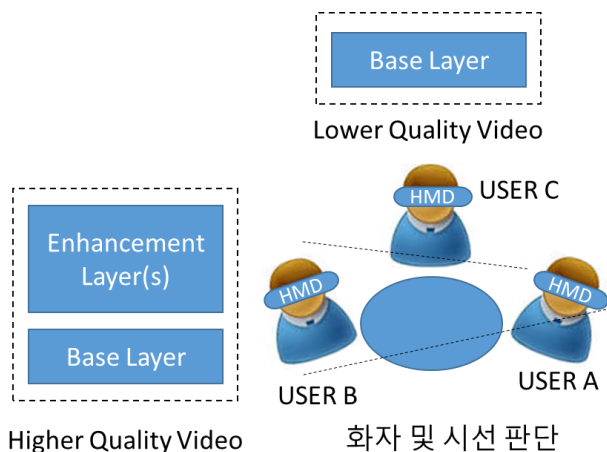 Base Layer
Lower Quality Video
HMD
USER C
Enhancement
Layer(s)
Base Layer
HMD
USER B
HMD
USER A
Higher Quality Video
화자 및 시선 판단